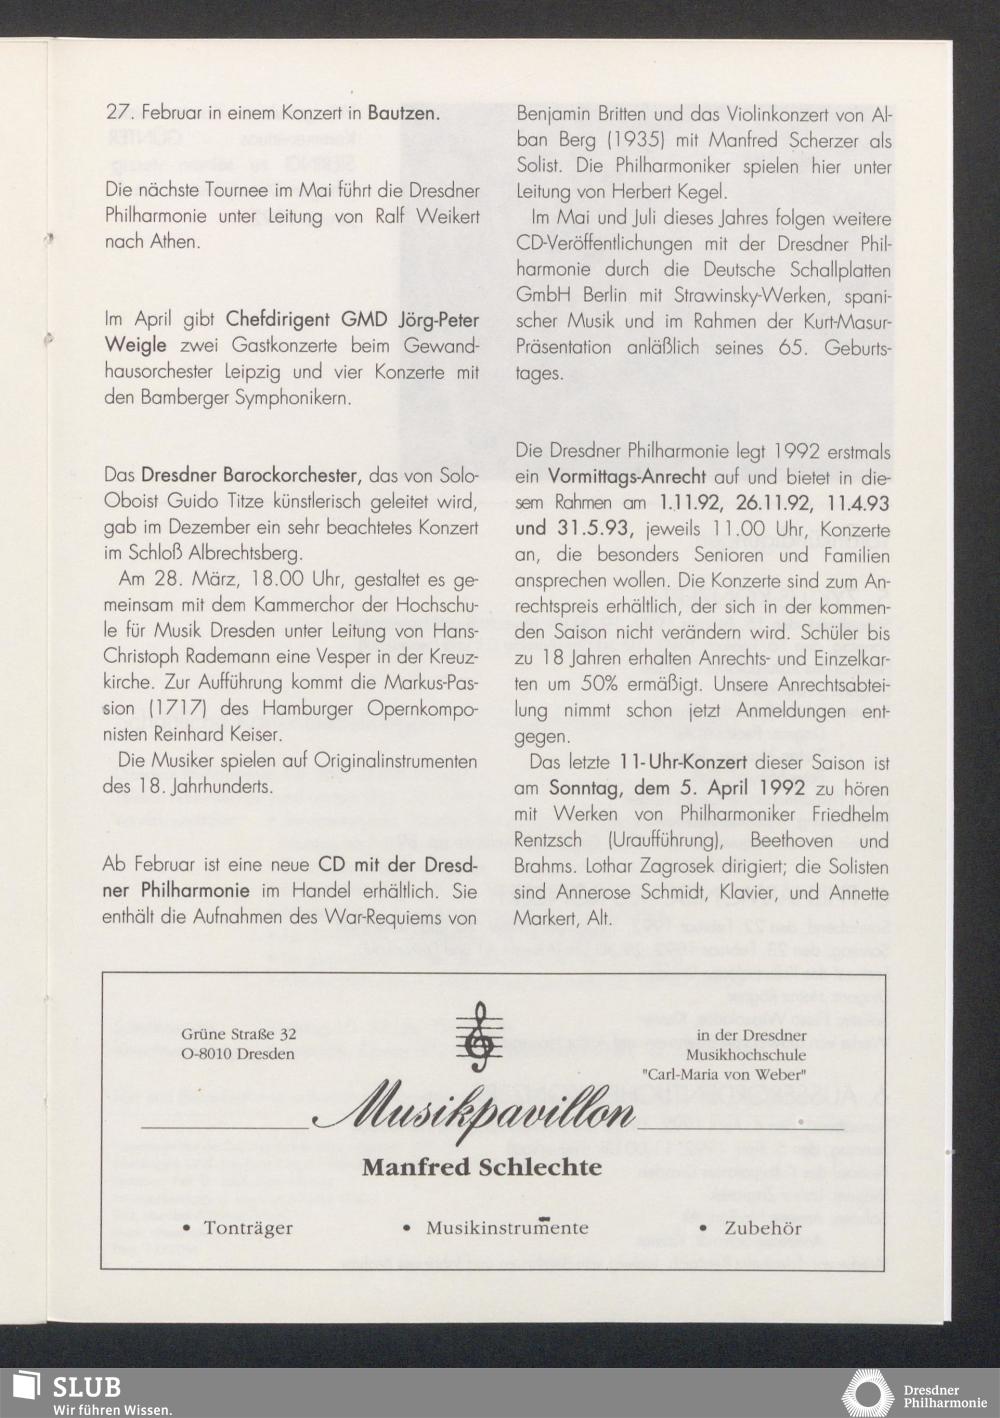 27. Februar in einem Konzert in Bautzen.
Die nächste Tournee im Mai führt die Dresdner
Philharmonie unter Leitung von Ralf Weikert
nach Athen.
Im April gibt Chefdirigent GMD Jörg-Peter
Weigle zwei Gastkonzerte beim Gewand-
hausorchester Leipzig und vier Konzerte mit
den Bamberger Symphonikern.
Das Dresdner Barockorchester, das von Solo-
Oboist Guido Titze künstlerisch geleitet wird,
gab im Dezember ein sehr beachtetes Konzert
im Schloß Albrechtsberg.
Am 28. März, 18.00 Uhr, gestaltet es ge-
meinsam mit dem Kammerchor der Hochschu-
le für Musik Dresden unter Leitung von Hans-
Christoph Rademann eine Vesper in der Kreuz-
kirche. Zur Aufführung kommt die Markus-Pas-
sion (1717) des Hamburger Opernkompo-
nisten Reinhard Keiser.
Die Musiker spielen auf Originalinstrumenten
des 18. Jahrhunderts.
Ab Februar ist eine neue CD mit der Dresd-
ner Philharmonie im Handel erhältlich. Sie
enthält die Aufnahmen des War-Requiems von
Benjamin Britten und das Violinkonzert von Al-
ban Berg (1935) mit Manfred Scherzer als
Solist. Die Philharmoniker spielen hier unter
Leitung von Herbert Kegel.
Im Mai und Juli dieses Jahres folgen weitere
CD-Veröffentlichungen mit der Dresdner Phil-
harmonie durch die Deutsche Schallplatten
GmbH Berlin mit Strawinsky-Werken, spani-
scher Musik und im Rahmen der Kurt-Masur-
Präsentation anläßlich seines 65. Geburts-
tages.
Die Dresdner Philharmonie legt 1992 erstmals
ein Vormittags-Anrecht auf und bietet in die-
sem Rahmen am 1.11.92, 26.11.92, 11.4.93
und 31.5.93, jeweils 11.00 Uhr, Konzerte
an, die besonders Senioren und Familien
ansprechen wollen. Die Konzerte sind zum An-
rechtspreis erhältlich, der sich in der kommen-
den Saison nicht verändern wird. Schüler bis
zu 18 Jahren erhalten Anrechts- und Einzelkar-
ten um 50% ermäßigt. Unsere Anrechtsabtei-
lung nimmt schon jetzt Anmeldungen ent-
gegen.
Das letzte 11-Uhr-Konzert dieser Saison ist
am Sonntag, dem 5. April 1992 zu hören
mit Werken von Philharmoniker Friedhelm
Rentzsch (Uraufführung), Beethoven und
Brahms. Lothar Zagrosek dirigiert; die Solisten
sind Annerose Schmidt, Klavier, und Annette
Markert, Alt.
Grüne Straße 32
O-8010 Dresden
in der Dresdner
Musikhochschule
"Carl-Maria von Weber"
Musikpavillon
Manfred Schlechte
• Tonträger • Musikinstrumente • Zubehör
SLUB
Wir führen Wissen.
Dresdner
Philharmonie